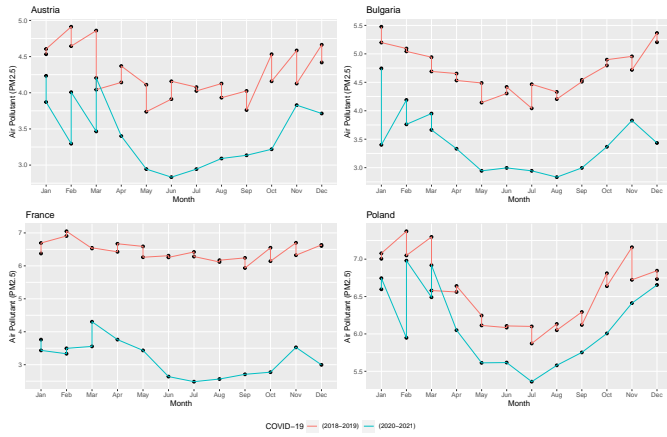 Austria
Air Pollutant (PM2.5)
5.0
4.5
4.0
3.5
3.0
Jan Feb Mar Apr May Jun Jul Aug Sep Oct Nov Dec
Month
Bulgaria
Air Pollutant (PM2.5)
5.5
5.0
4.5
4.0
3.5
3.0
Jan Feb Mar Apr May Jun Jul Aug Sep Oct Nov Dec
Month
France
Air Pollutant (PM2.5)
7
6
5
4
3
Jan Feb Mar Apr May Jun Jul Aug Sep Oct Nov Dec
Month
Poland
Air Pollutant (PM2.5)
7.0
6.5
6.0
5.5
Jan Feb Mar Apr May Jun Jul Aug Sep Oct Nov Dec
Month
COVID−19 (2018−2019) (2020−2021)